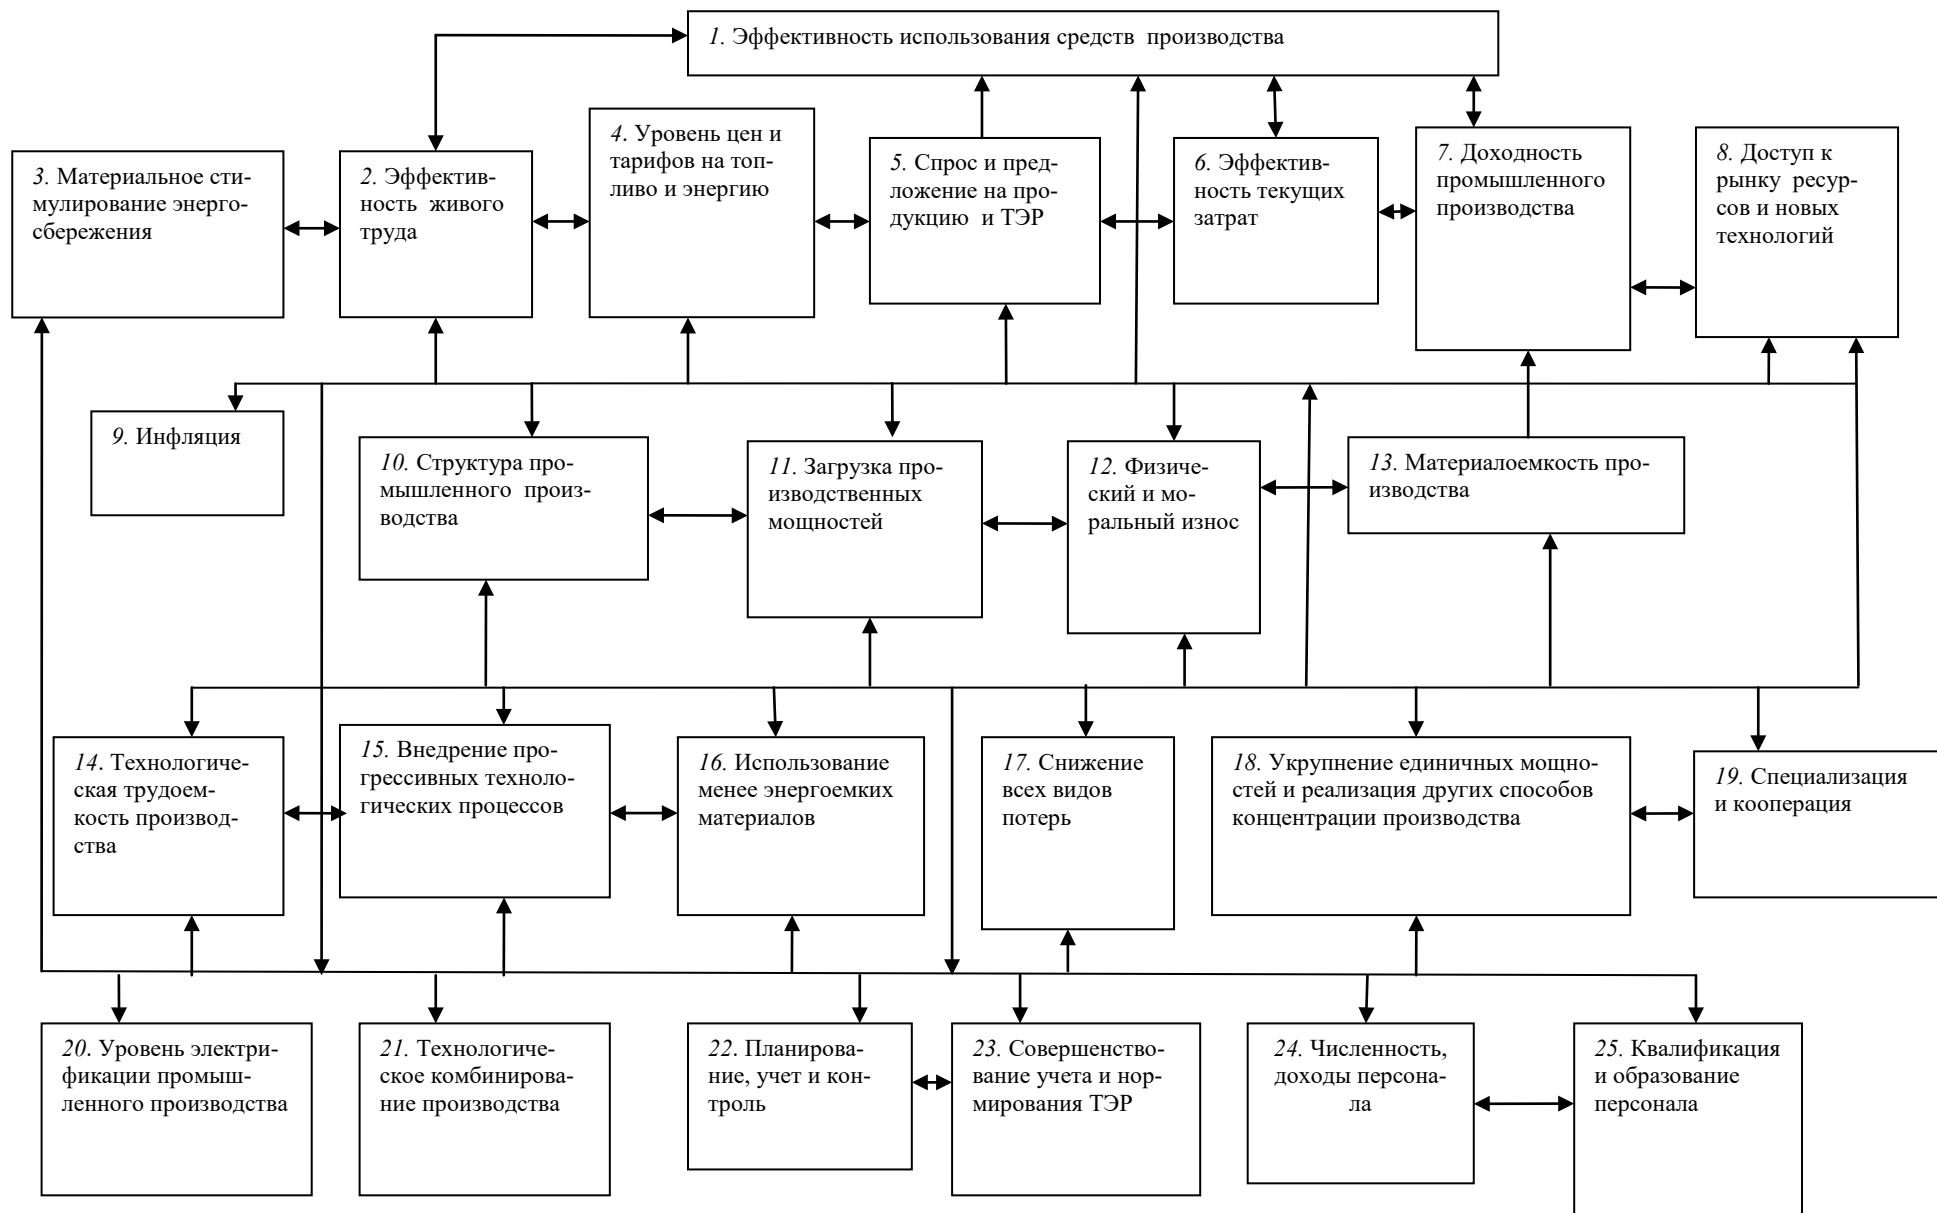 1. Эффективность использования средств производства
3. Материальное сти-
мулирование энерго-
сбережения
2. Эффектив-
ность живого
труда
4. Уровень цен и
тарифов на топ-
ливо и энергию
5. Спрос и пред-
ложение на про-
дукцию и ТЭР
6. Эффектив-
ность текущих
затрат
7. Доходность
промышленного
производства
8. Доступ к
рынку ресур-
сов и новых
технологий
9. Инфляция
10. Структура про-
мышленного произ-
водства
11. Загрузка про-
изводственных
мощностей
12. Физиче-
ский и мо-
ральный износ
13. Материалоемкость про-
изводства
14. Технологиче-
ская трудоем-
кость производ-
ства
15. Внедрение про-
грессивных техноло-
гических процессов
16. Использование
менее энергоемких
материалов
17. Снижение
всех видов
потерь
18. Укрупнение единичных мощно-
стей и реализация других способов
концентрации производства
19. Специализация
и кооперация
20. Уровень электри-
фикации промыш-
ленного производства
21. Технологиче-
ское комбинирова-
ние производства
22. Планирова-
ние, учет и кон-
троль
23. Совершенство-
вание учета и нор-
мирования ТЭР
24. Численность,
доходы персона-
ла
25. Квалификация
и образование
персонала